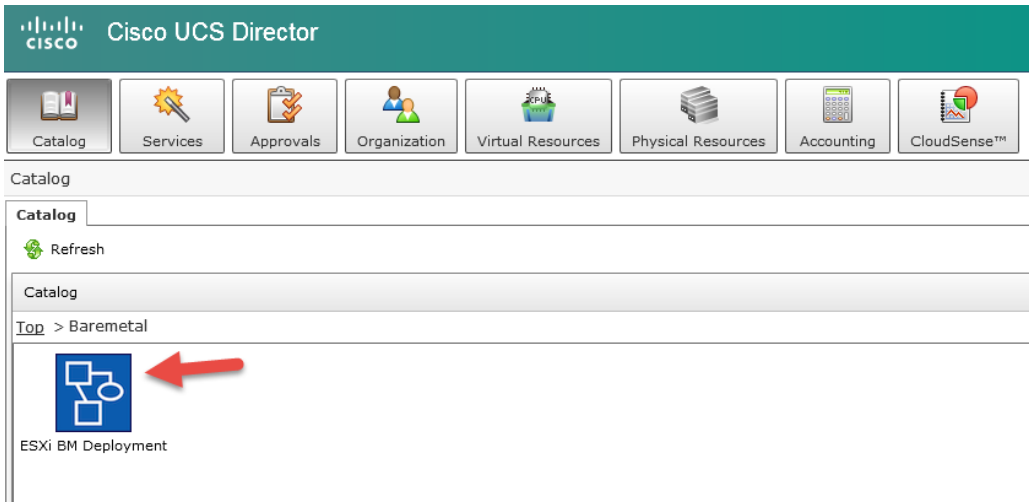 CISCO Cisco UCS Director
Catalog Services Approvals Organization CPU Virtual Resources Physical Resources Accounting CloudSense™
Catalog
Catalog
Refresh
Catalog
Top > Baremetal
ESXi BM Deployment